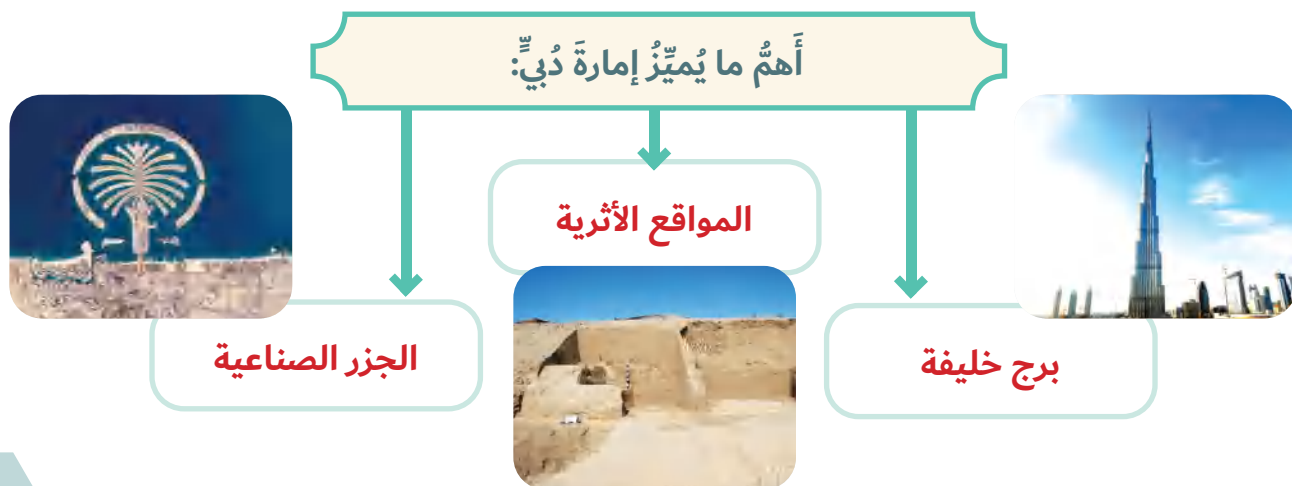 أَهمُّ ما يُميِّزُ إمارةَ دُبيٍّ:
برج خليفة
المواقع الأثرية
الجزر الصناعية